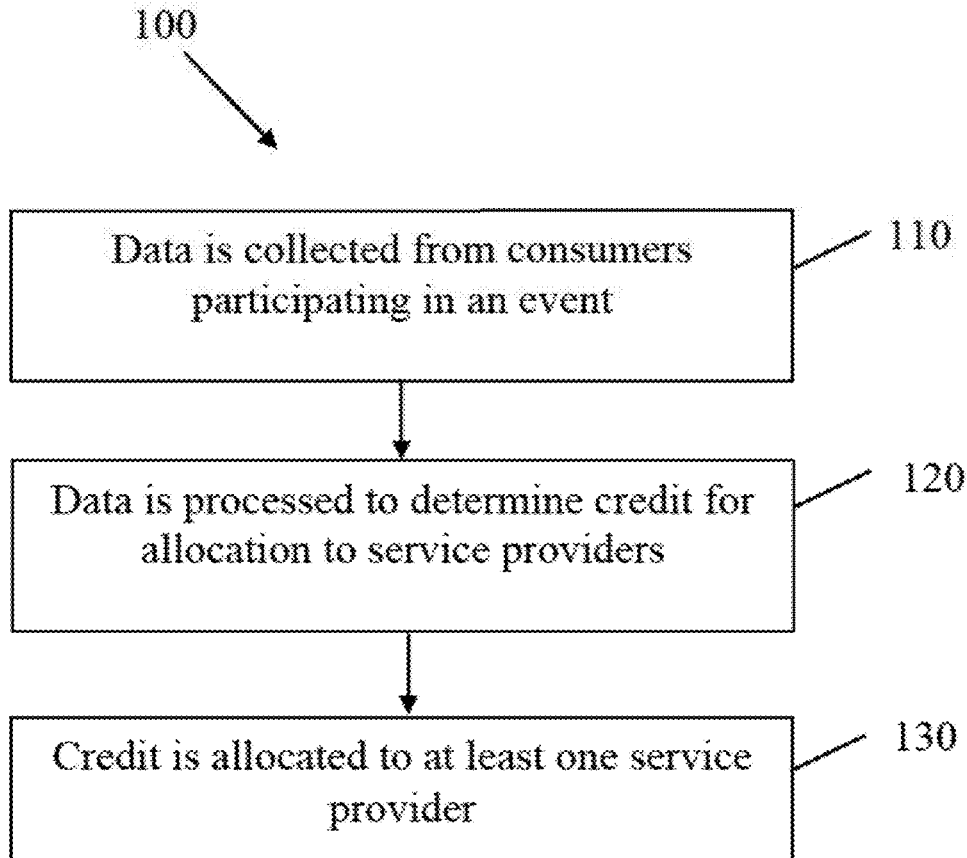 100
Data is collected from consumers
participating in an event
110
Data is processed to determine credit for
allocation to service providers
120
Credit is allocated to at least one service
provider
130